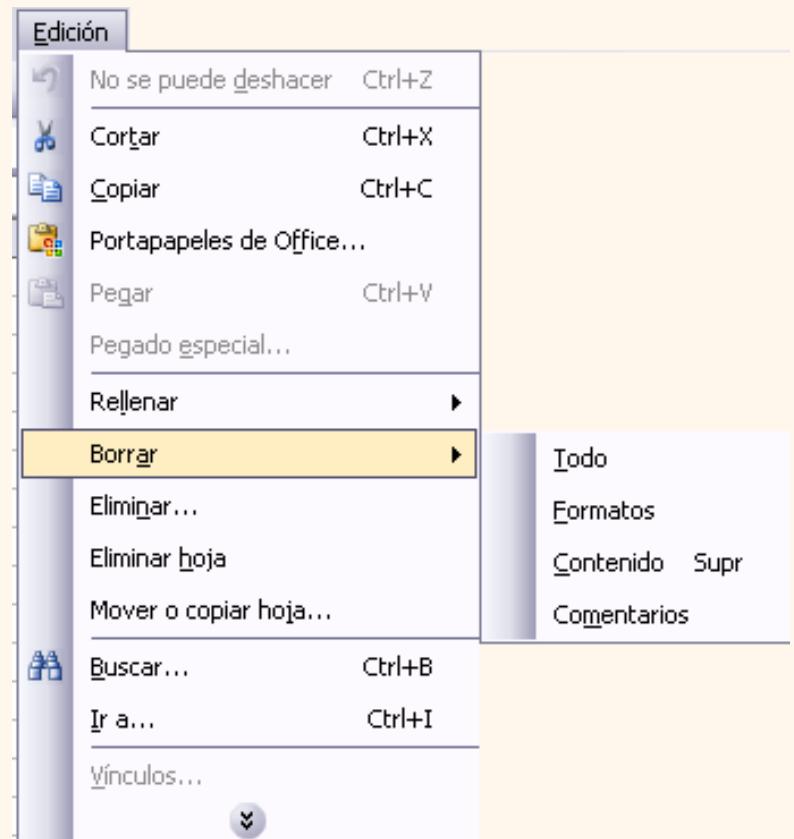 Edición
No se puede deshacer Ctrl+Z
Cortar Ctrl+X
Copiar Ctrl+C
Portapapeles de Office...
Pegar Ctrl+V
Pegado especial...
Rellenar
Borrar
Todo
Formatos
Contenido Supr
Comentarios
Eliminar...
Eliminar hoja
Mover o copiar hoja...
Buscar... Ctrl+B
Ir a... Ctrl+I
Vínculos...